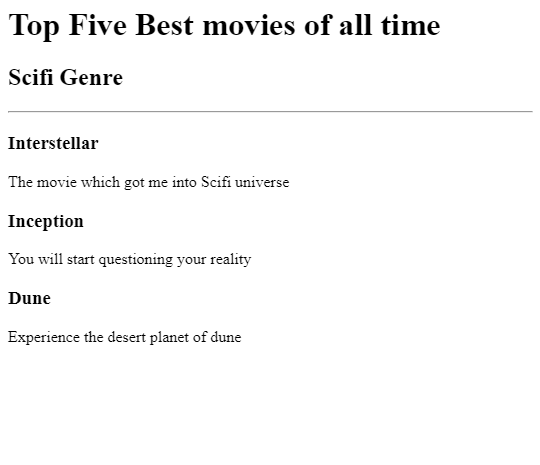 Top Five Best movies of all time
Scifi Genre
Interstellar
The movie which got me into Scifi universe
Inception
You will start questioning your reality
Dune
Experience the desert planet of dune